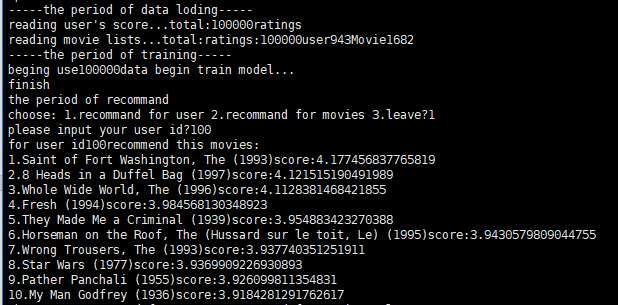 -----the period of data loding-----
reading user's score...total:100000ratings
reading movie lists...total:ratings:100000user943Movie1682
-----the period of training-----
beging use100000data begin train model...
finish
the period of recommand
choose: 1.recommand for user 2.recommand for movies 3.leave?1
please input your user id?100
for user id100recommend this movies:
1.Saint of Fort Washington, The (1993)score:4.177456837765819
2.8 Heads in a Duffel Bag (1997)score:4.121515190491989
3.Whole Wide World, The (1996)score:4.1128381468421855
4.Fresh (1994)score:3.984568130348923
5.They Made Me a Criminal (1939)score:3.954883423270388
6.Horseman on the Roof, The (Hussard sur le toit, Le) (1995)score:3.9430579809044755
7.Wrong Trousers, The (1993)score:3.937740351251911
8.Star Wars (1977)score:3.9369909226930893
9.Pather Panchali (1955)score:3.926099811354831
10.My Man Godfrey (1936)score:3.9184281291762617